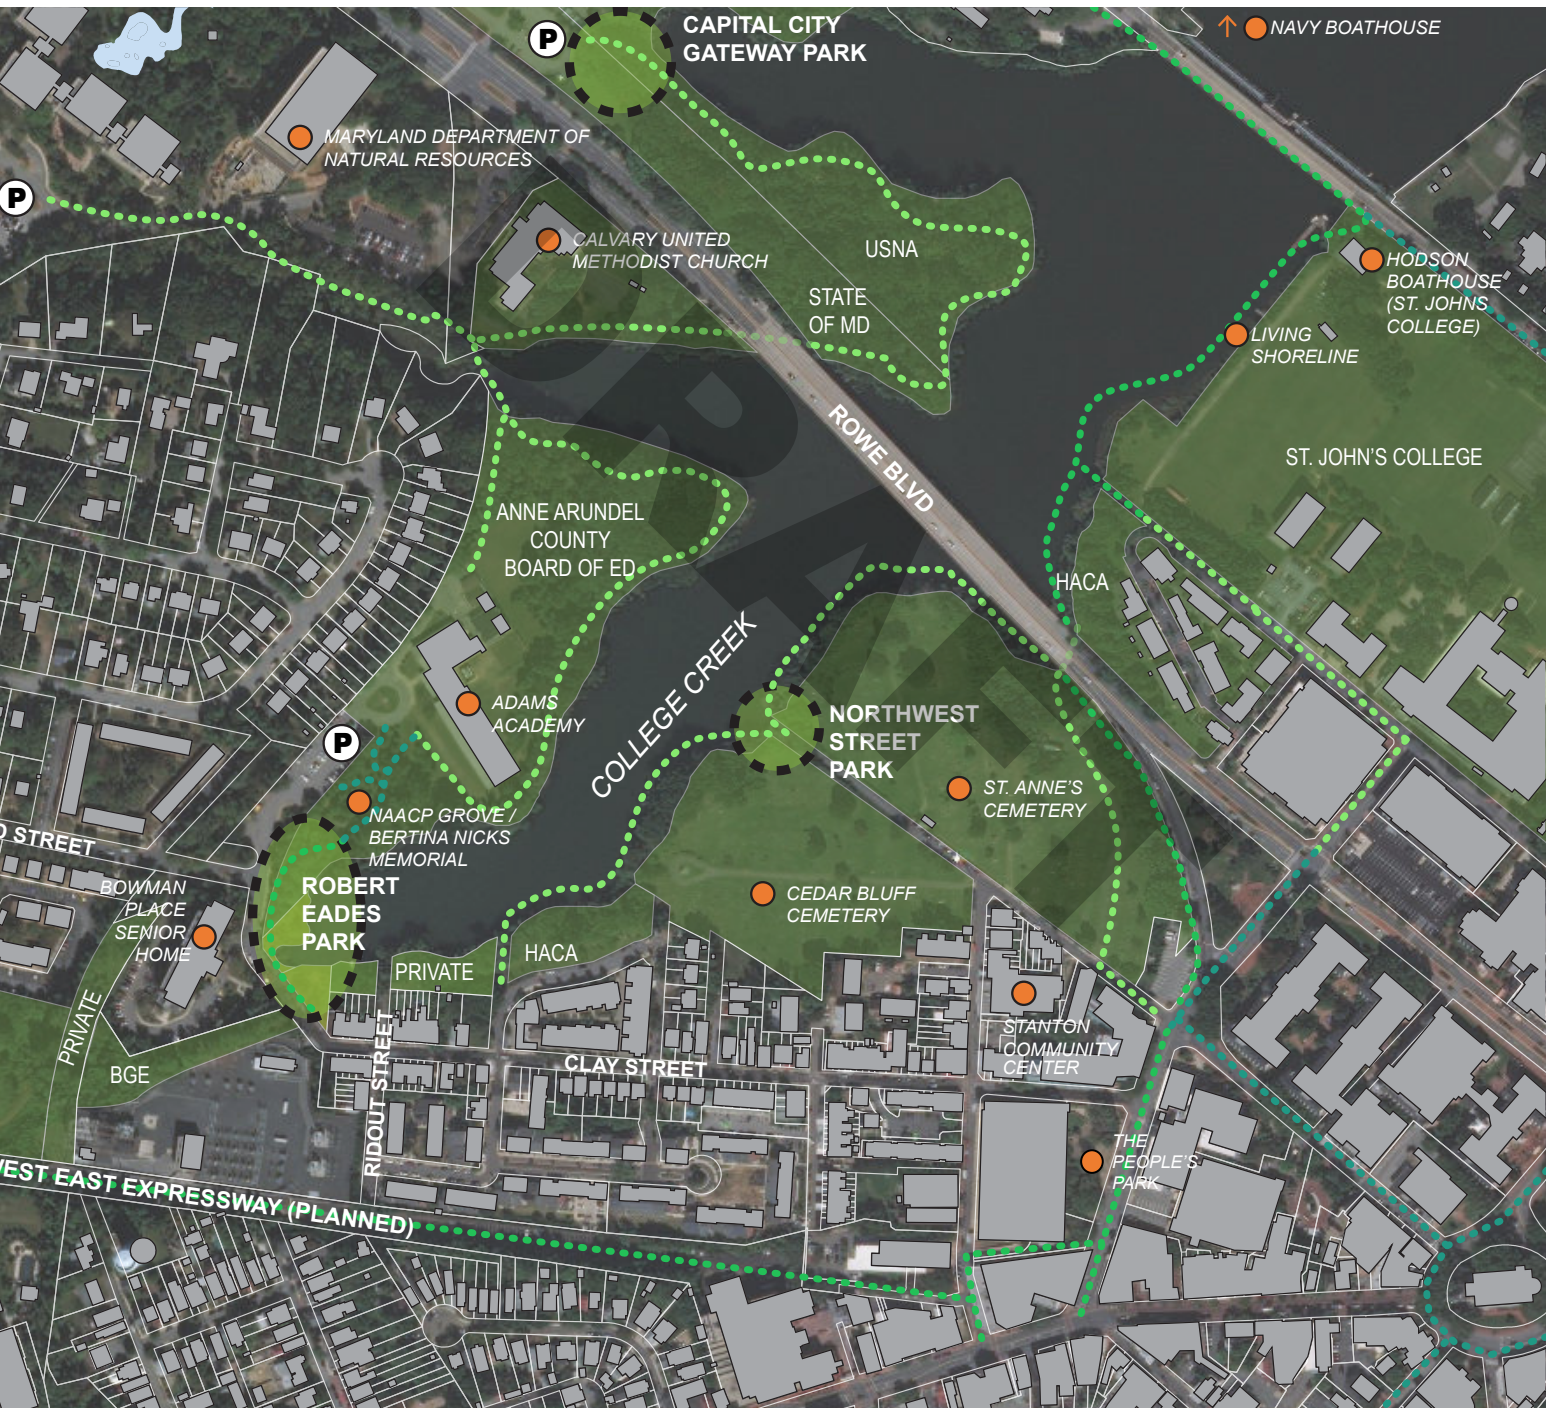 CAPITAL CITY
GATEWAY PARK
P
NAVY BOATHOUSE
MARYLAND DEPARTMENT OF
NATURAL RESOURCES
P
CALVARY UNITED
METHODIST CHURCH
USNA
STATE
OF MD
HODSON
BOATHOUSE
(ST. JOHNS
COLLEGE)
LIVING
SHORELINE
ROWE BLVD
ST. JOHN'S COLLEGE
ANNE ARUNDEL
COUNTY
BOARD OF ED
HACA
COLLEGE CREEK
ADAMS
ACADEMY
NORTHWEST
STREET
PARK
P
ST. ANNE'S
CEMETERY
NAACP GROVE /
BERTINA NICKS
MEMORIAL
STREET
BOWMAN
PLACE
SENIOR
HOME
ROBERT
EADES
PARK
CEDAR BLUFF
CEMETERY
HACA
PRIVATE
PRIVATE
STANTON
COMMUNITY
CENTER
BGE
RIDOUT STREET
CLAY STREET
THE
PEOPLE'S
PARK
WEST EAST EXPRESSWAY (PLANNED)
DRAFT